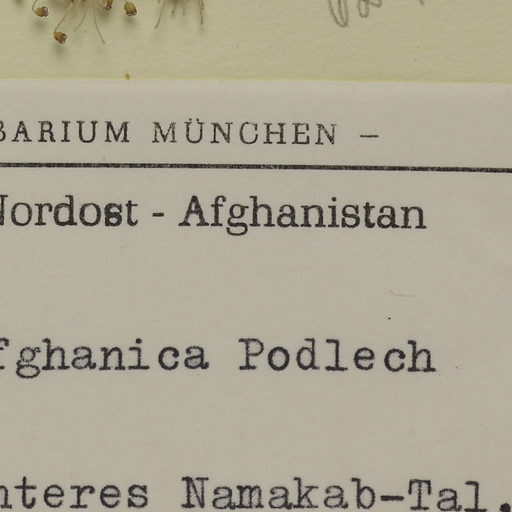 BARIUM MÜNCHEN –
Nordost - Afghanistan
fghanica Podlech
nteres Namakab-Tal.